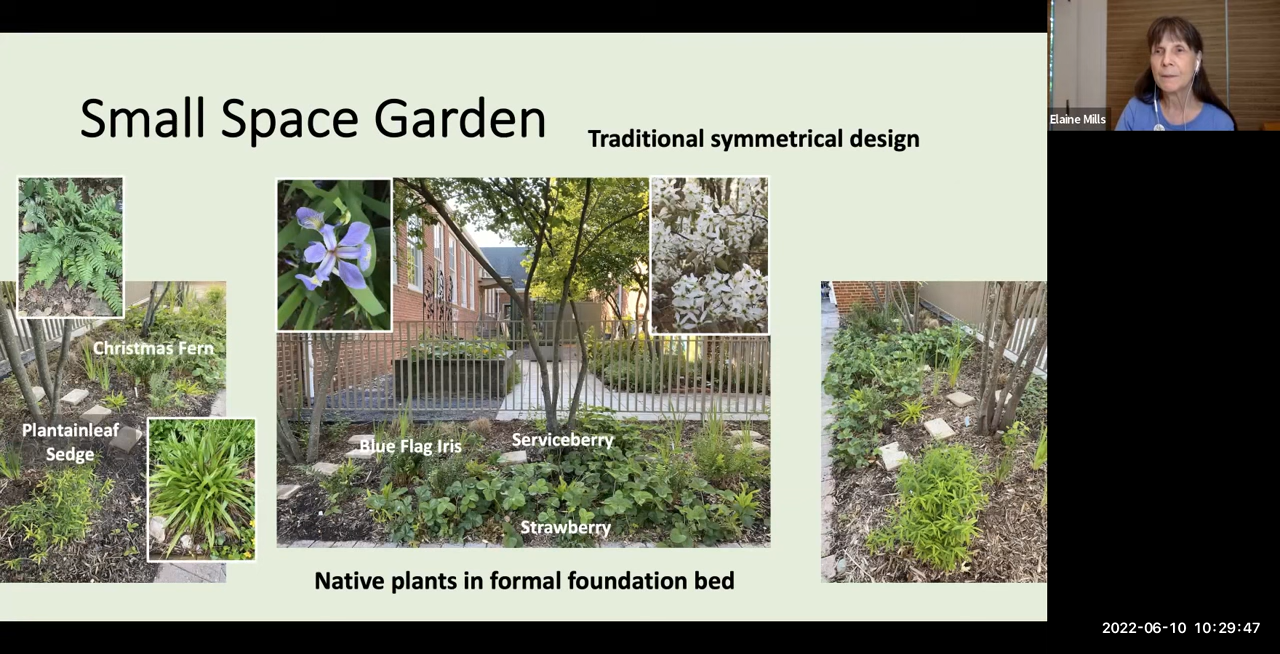 Small Space Garden
Traditional symmetrical design
Elaine Mills
Christmas Fern
Plantainleaf
Sedge
Blue Flag Iris
Serviceberry
Strawberry
Native plants in formal foundation bed
2022-06-10 10:29:47